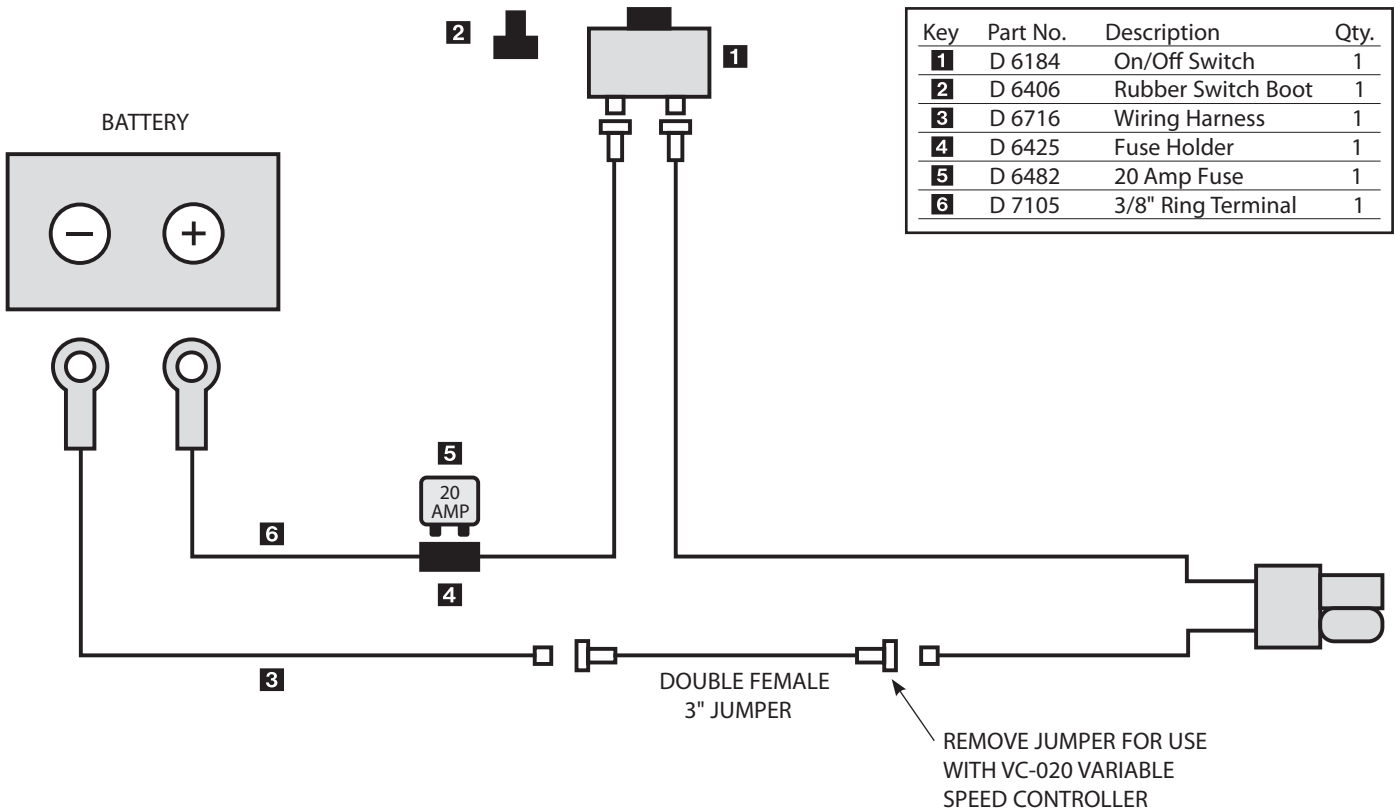 2
1
Key Part No. Description Qty.
1 D 6184 On/Off Switch 1
2 D 6406 Rubber Switch Boot 1
3 D 6716 Wiring Harness 1
4 D 6425 Fuse Holder 1
5 D 6482 20 Amp Fuse 1
6 D 7105 3/8" Ring Terminal 1
BATTERY
− +
5
20
AMP
6
4
3
DOUBLE FEMALE
3" JUMPER
REMOVE JUMPER FOR USE
WITH VC-020 VARIABLE
SPEED CONTROLLER